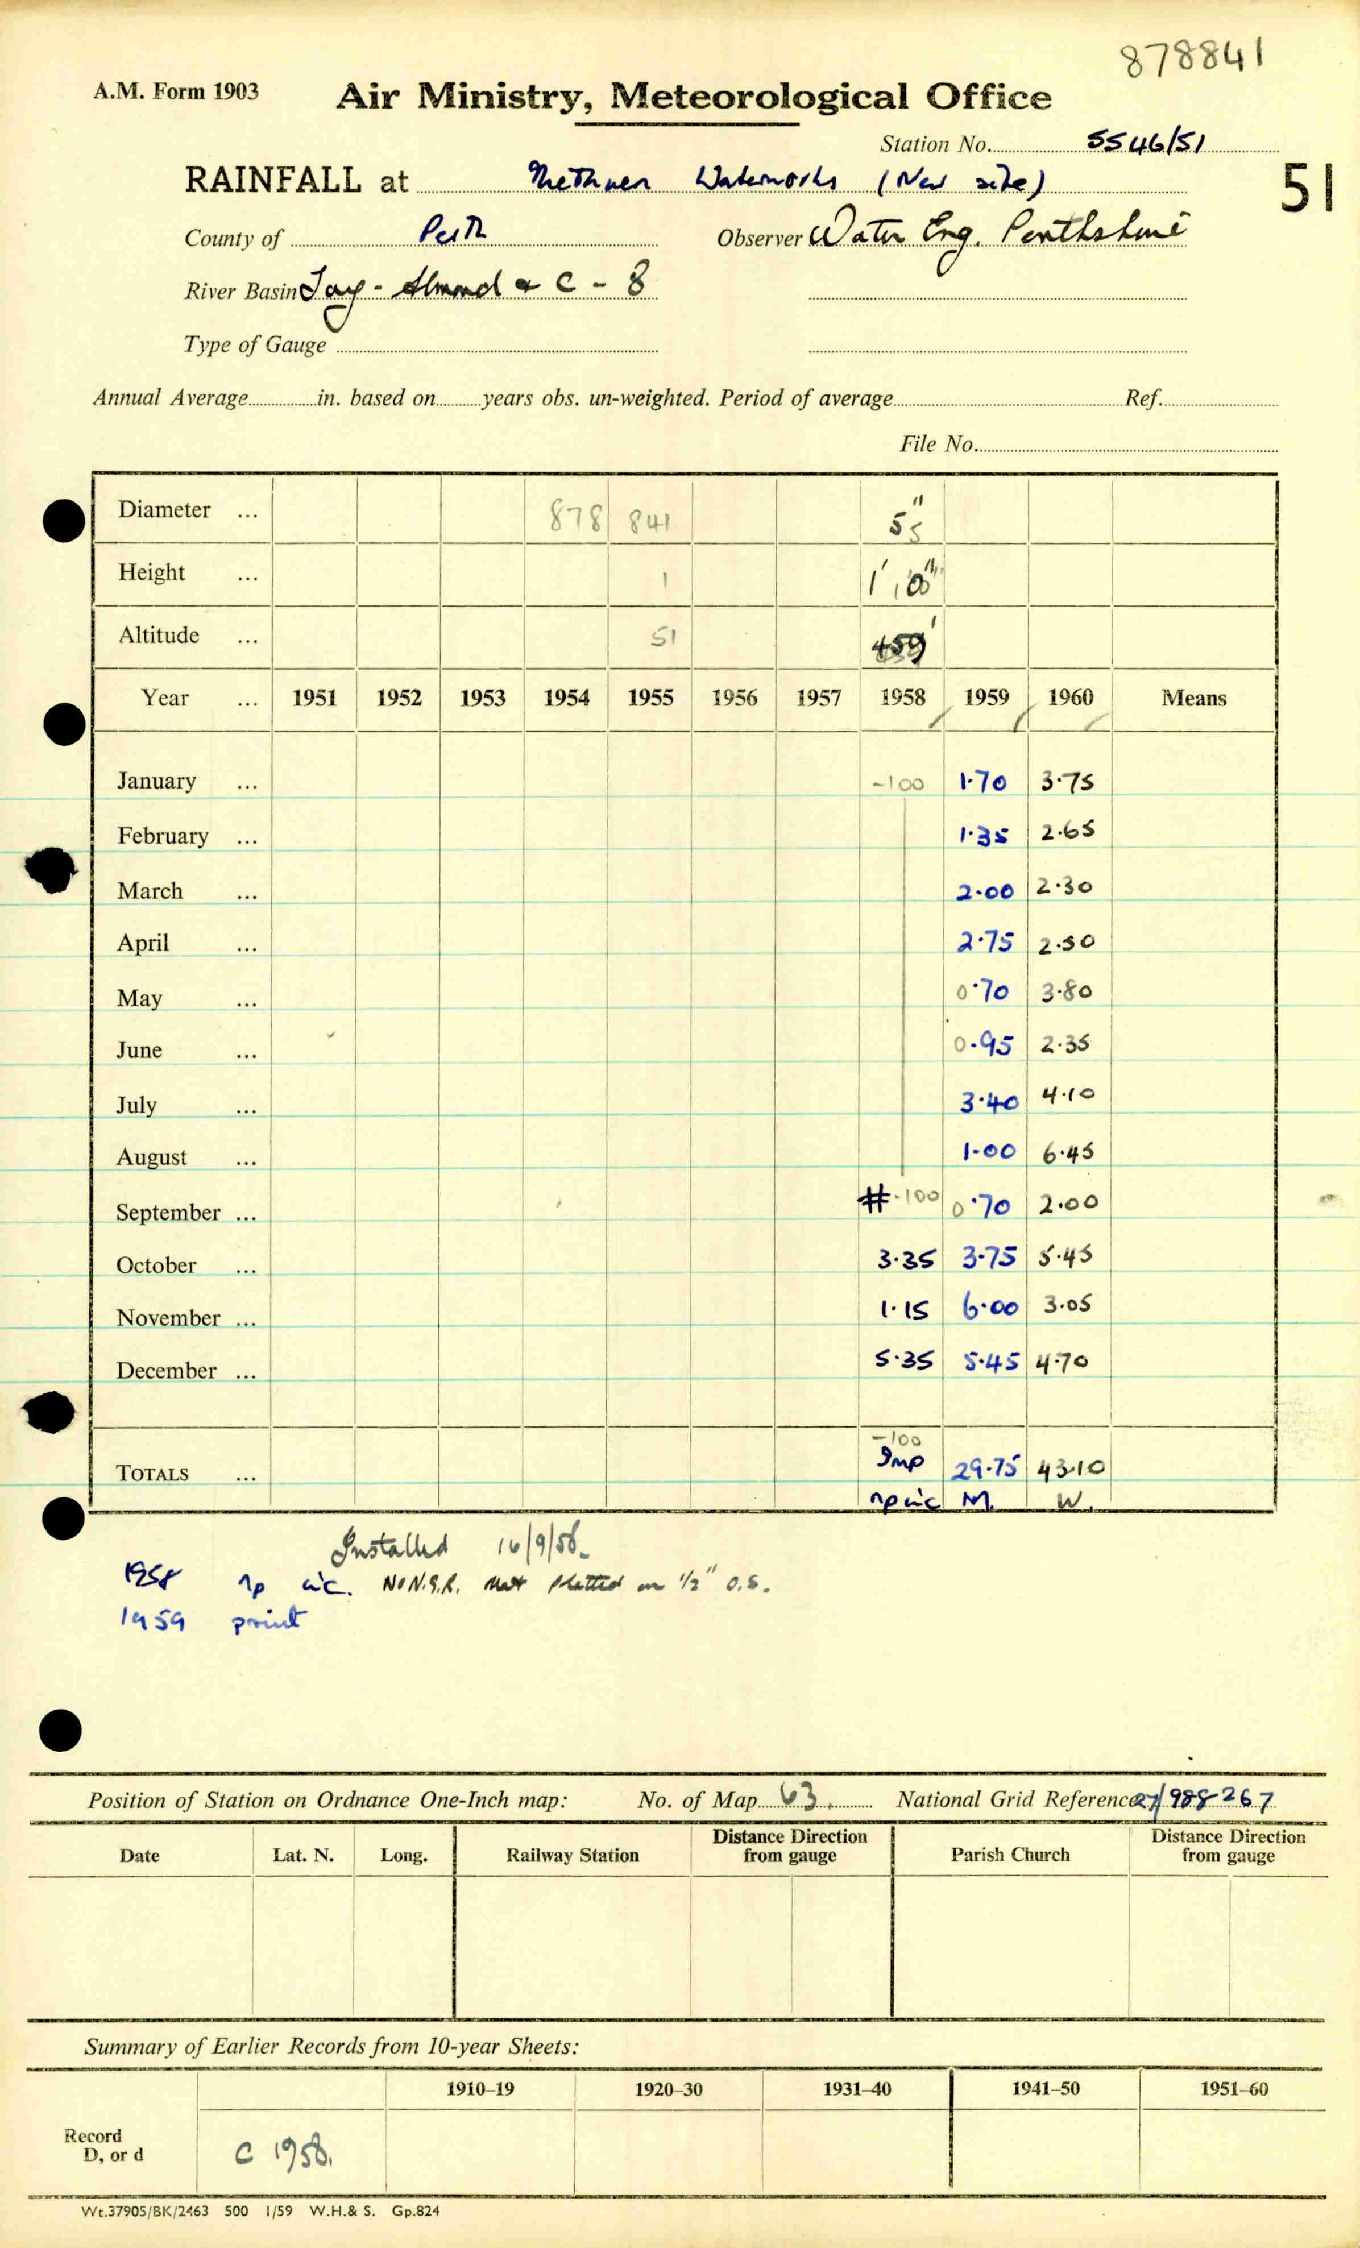 878841
A.M. Form 1903
Air Ministry, Meteorological Office
Station No. 5546/51
RAINFALL at Methven Waterworks (New site)
51
County of Perth Observer Water Eng. Perthshire
River Basin Tay - Almond & C - 8
Type of Gauge
Annual Average in. based on years obs. un-weighted. Period of average Ref.
File No.
Diameter ... 878 841 5" 5
Height ... 1 1' 00"
Altitude ... 51 459'
Year ... 1951 1952 1953 1954 1955 1956 1957 1958 1959 1960 Means
January ... -100 1·70 3·75
February ... 1·35 2·65
March ... 2·00 2·30
April ... 2·75 2·50
May ... 0·70 3·80
June ... 0·95 2·35
July ... 3·40 4·10
August ... 1·00 6·45
September ... # -100 0·70 2·00
October ... 3·35 3·75 5·45
November ... 1·15 6·00 3·05
December ... 5·35 5·45 4·70
-100
TOTALS ... Imp 29·75 43·10
np a/c M. W.
Installed 16/9/58.
1958 np a/c. No N.G.R. Not plotted on 1/2" O.S.
1959 print
Position of Station on Ordnance One-Inch map: No. of Map 63. National Grid Reference 27/988267
Date Lat. N. Long. Railway Station Distance Direction from gauge Parish Church Distance Direction from gauge
Summary of Earlier Records from 10-year Sheets:
1910–19 1920–30 1931–40 1941–50 1951–60
Record
D, or d C 1958.
Wt.37905/BK/2463 500 1/59 W.H.& S. Gp.824